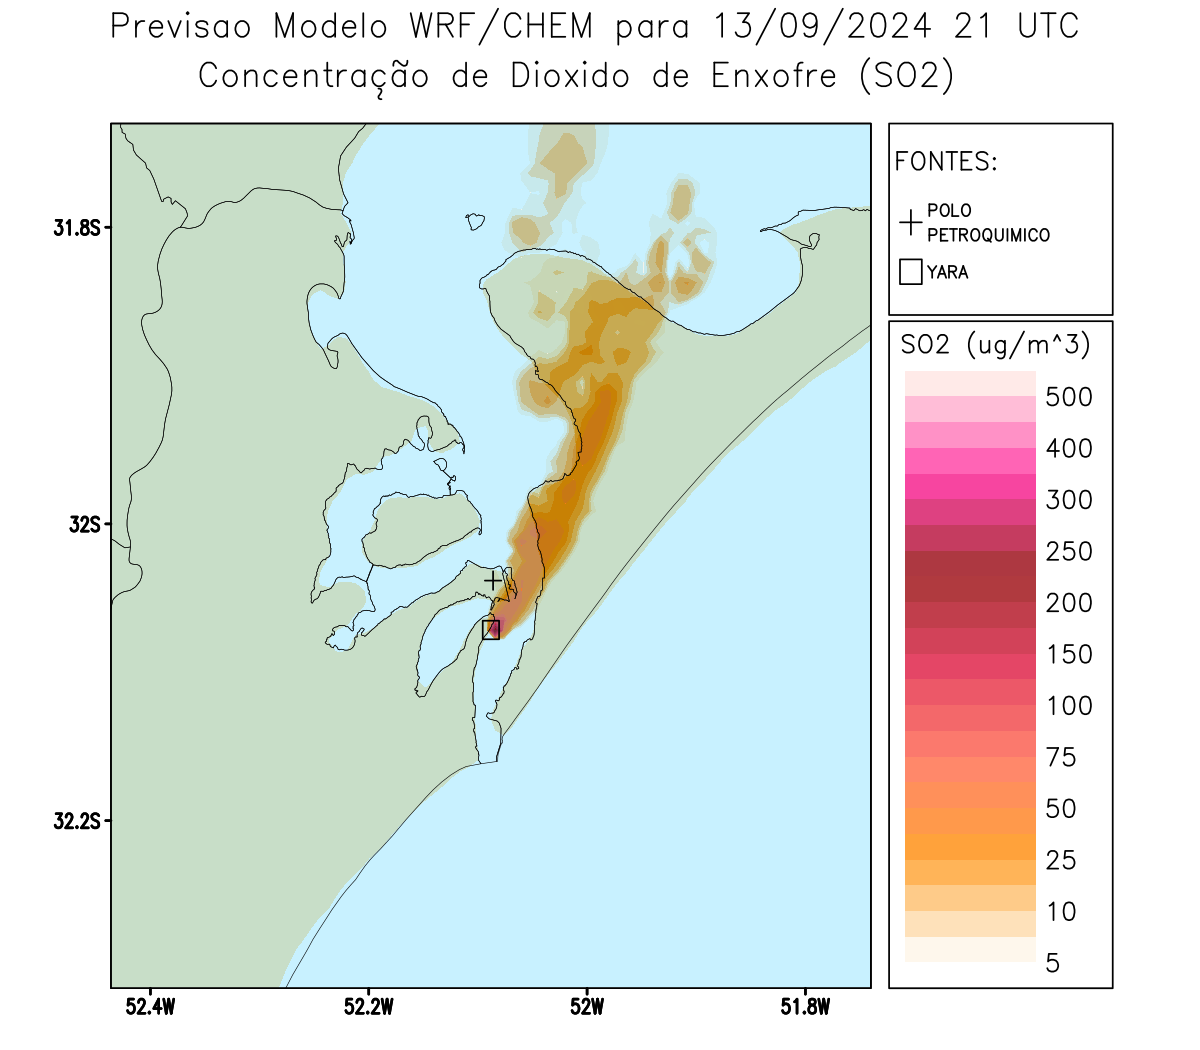 Previsao Modelo WRF/CHEM para 13/09/2024 21 UTC
Concentração de Dioxido de Enxofre (SO2)
FONTES:
POLO
PETROQUIMICO
YARA
31.8S
32S
32.2S
52.4W
52.2W
52W
51.8W
SO2 (ug/m^3)
500
400
300
250
200
150
100
75
50
25
10
5